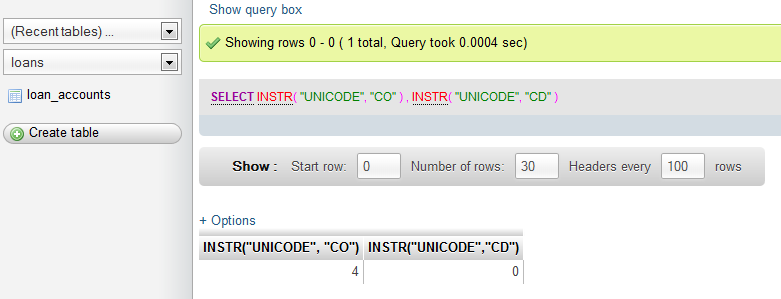 (Recent tables) ...
loans
loan_accounts
Create table
Show query box
Showing rows 0 - 0 ( 1 total, Query took 0.0004 sec)
SELECT INSTR( "UNICODE", "CO" ) , INSTR( "UNICODE", "CD" )
Show : Start row: 0 Number of rows: 30 Headers every 100 rows
+ Options
INSTR("UNICODE", "CO") INSTR("UNICODE","CD")
4 0